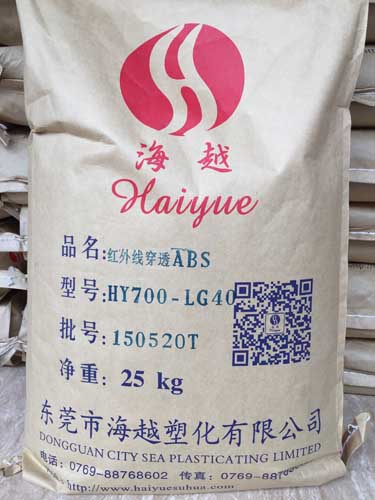 海越
Haiyue
品名:红外线穿透ABS
型号:HY700-LG40
批号:150520T
净重:25 kg
东莞市海越塑化有限公司
DONGGUAN CITY SEA PLASTICATING LIMITED
电话:0769-88768602 传真:0769-888
http://www.haiyuesuhua.com